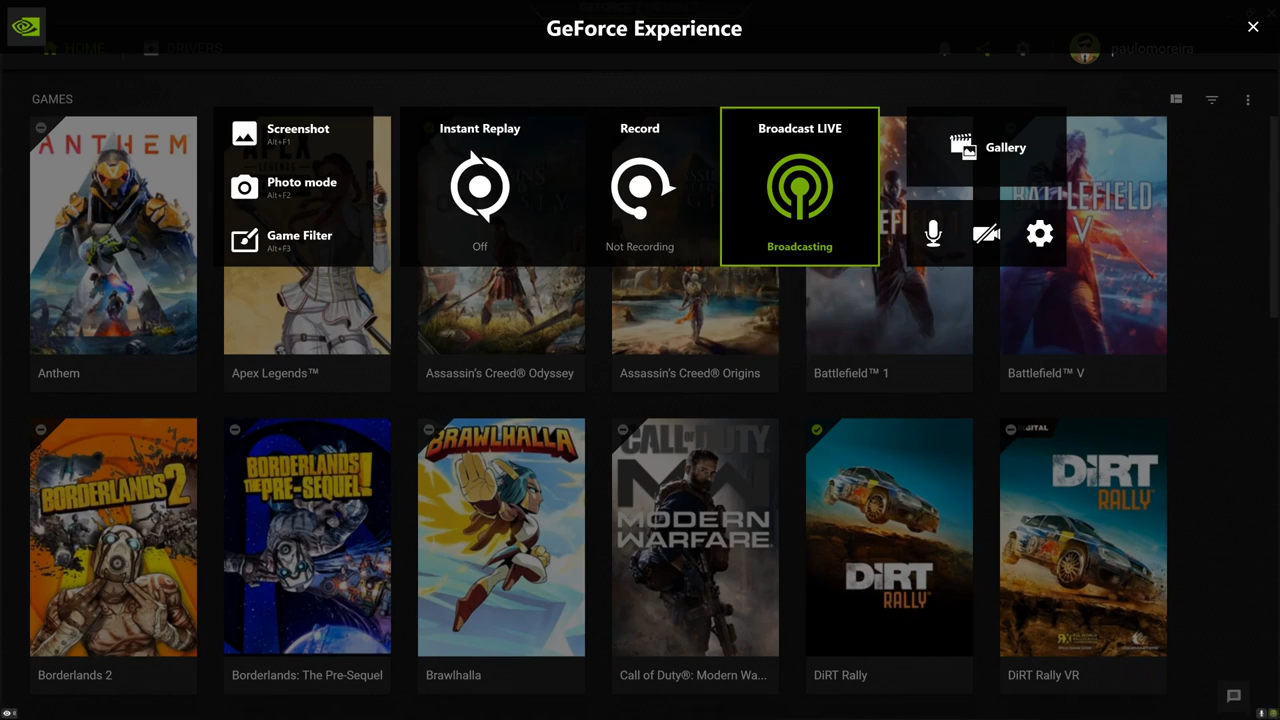 GeForce Experience
HOME
DRIVERS
paulomoreira
GAMES
Screenshot
Alt+F1
Photo mode
Alt+F2
Game Filter
Alt+F3
Instant Replay
Off
Record
Not Recording
Broadcast LIVE
Broadcasting
Gallery
ANTHEM
BATTLEFIELD
V
Anthem
Apex Legends™
Assassin's Creed® Odyssey
Assassin's Creed® Origins
Battlefield™ 1
Battlefield™ V
BORDERLANDS 2
BORDERLANDS
THE PRE-SEQUEL!
BRAWLHALLA
CALL OF DUTY
MW
MODERN
WARFARE
DiRT
RALLY
DiRT
RALLY
Borderlands 2
Borderlands: The Pre-Sequel
Brawlhalla
Call of Duty®: Modern Wa...
DiRT Rally
DiRT Rally VR